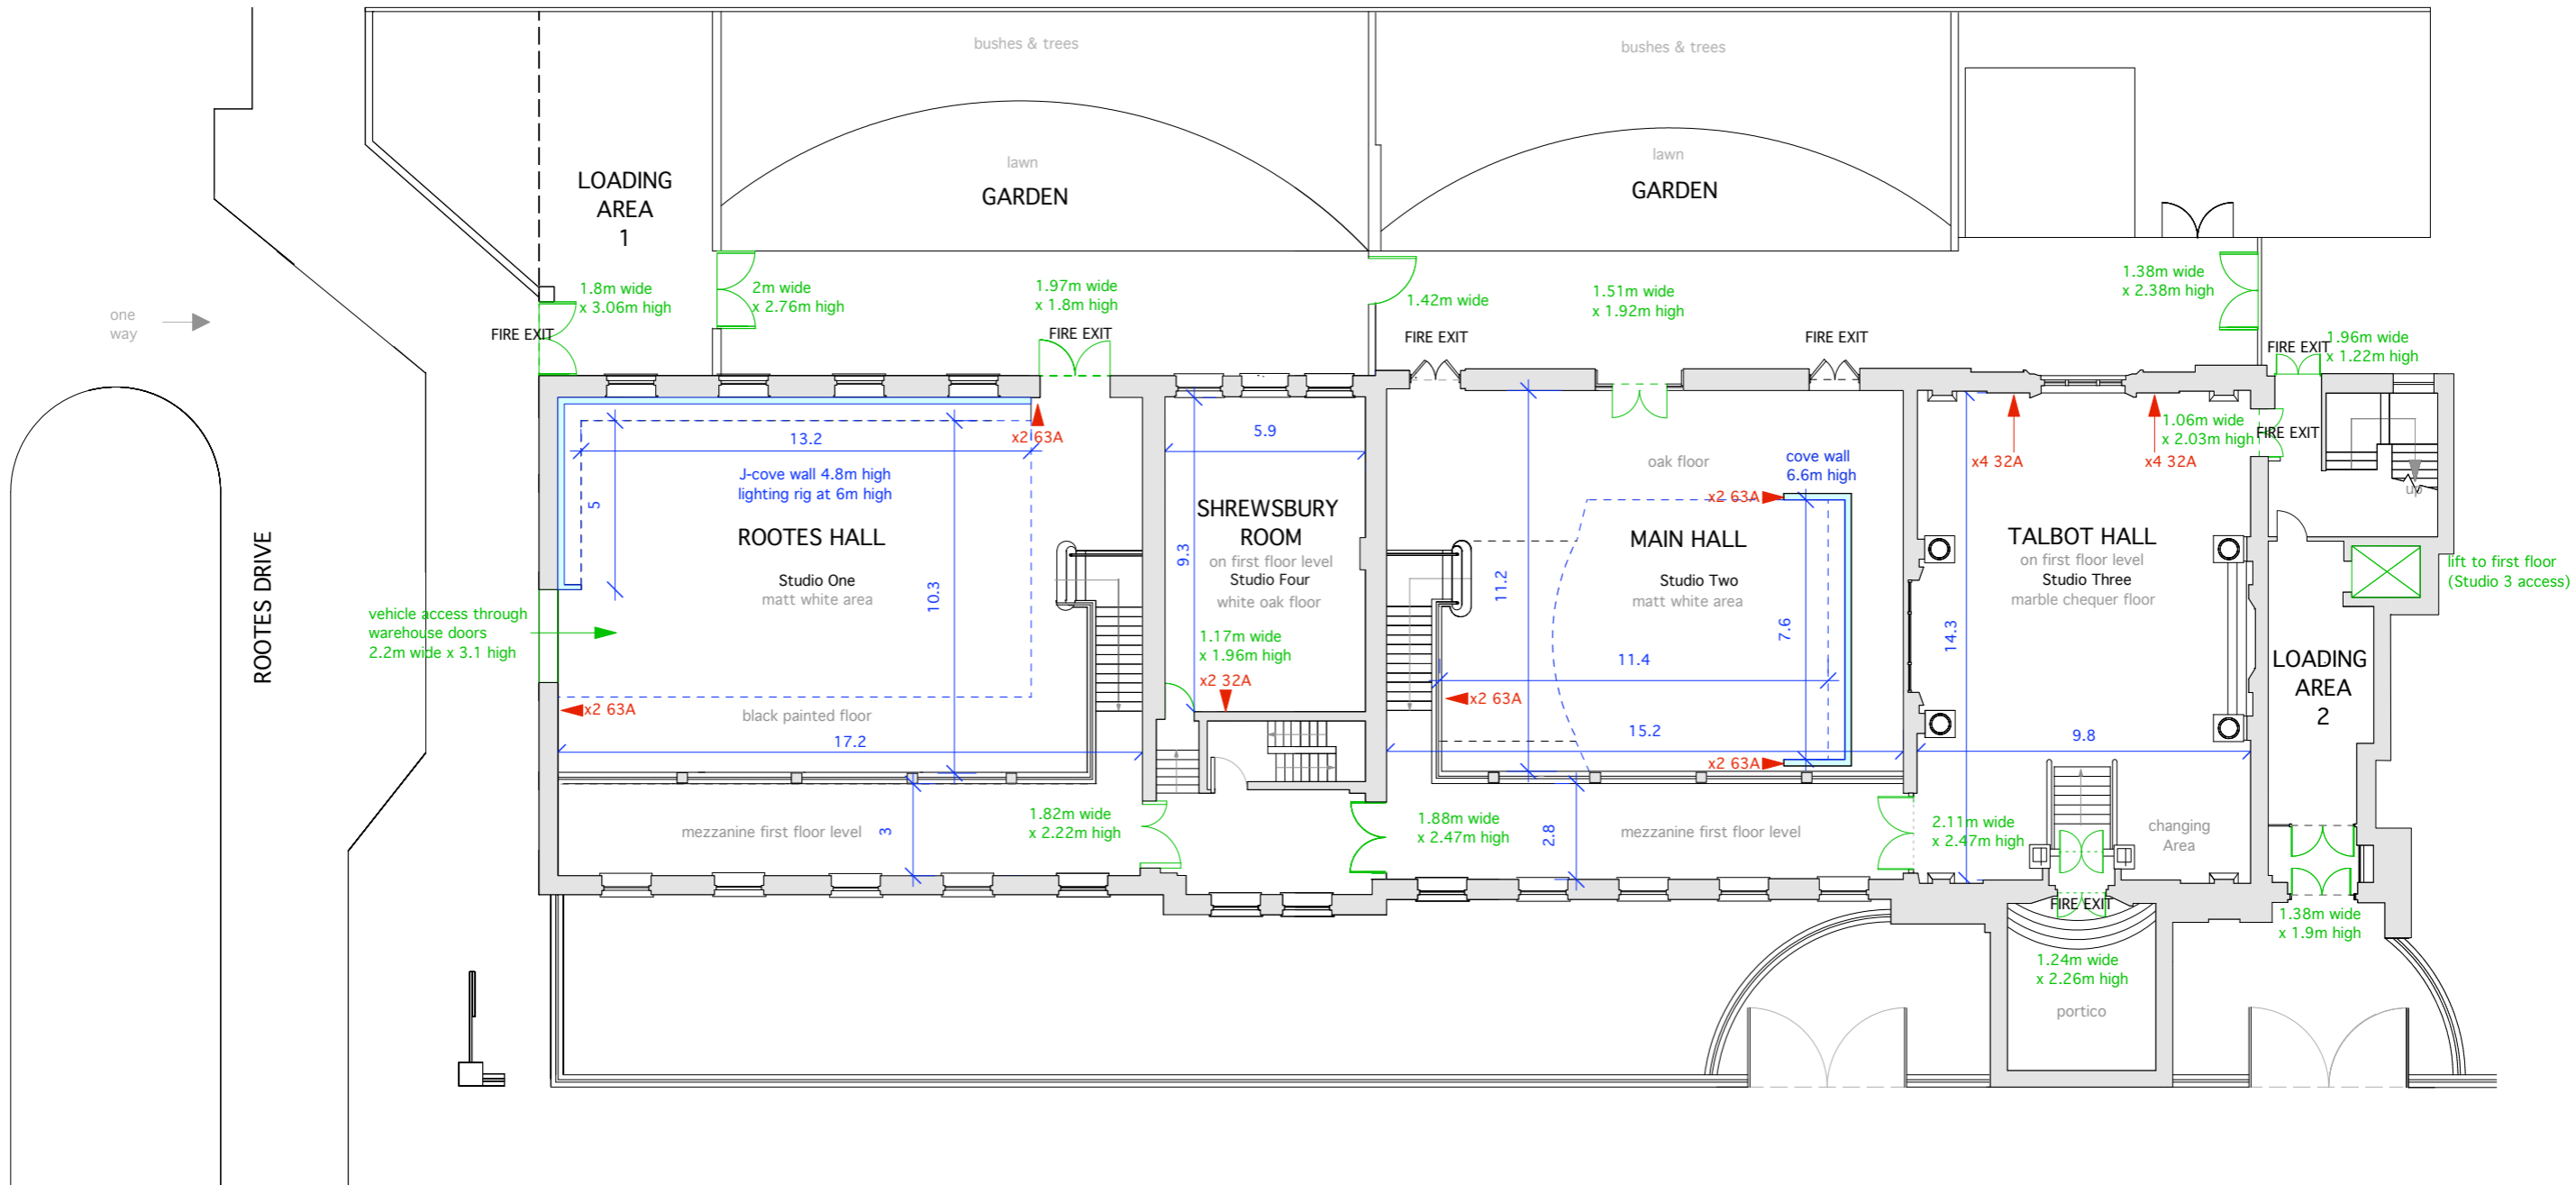 bushes & trees
bushes & trees
lawn
GARDEN
lawn
GARDEN
LOADING
AREA
1
one
way
ROOTES DRIVE
1.8m wide
x 3.06m high
FIRE EXIT
2m wide
x 2.76m high
1.97m wide
x 1.8m high
FIRE EXIT
1.42m wide
FIRE EXIT
1.51m wide
x 1.92m high
FIRE EXIT
1.38m wide
x 2.38m high
FIRE EXIT
1.96m wide
x 1.22m high
1.06m wide
x 2.03m high
FIRE EXIT
up
x2 63A
13.2
J-cove wall 4.8m high
lighting rig at 6m high
5
10.3
ROOTES HALL
Studio One
matt white area
vehicle access through
warehouse doors
2.2m wide x 3.1 high
x2 63A
black painted floor
17.2
mezzanine first floor level
3
1.82m wide
x 2.22m high
5.9
9.3
SHREWSBURY
ROOM
on first floor level
Studio Four
white oak floor
1.17m wide
x 1.96m high
x2 32A
oak floor
cove wall
6.6m high
x2 63A
11.2
MAIN HALL
Studio Two
matt white area
7.6
11.4
x2 63A
15.2
x2 63A
1.88m wide
x 2.47m high
mezzanine first floor level
2.8
x4 32A
x4 32A
TALBOT HALL
on first floor level
Studio Three
marble chequer floor
14.3
9.8
2.11m wide
x 2.47m high
changing
Area
FIRE EXIT
1.24m wide
x 2.26m high
portico
lift to first floor
(Studio 3 access)
LOADING
AREA
2
1.38m wide
x 1.9m high